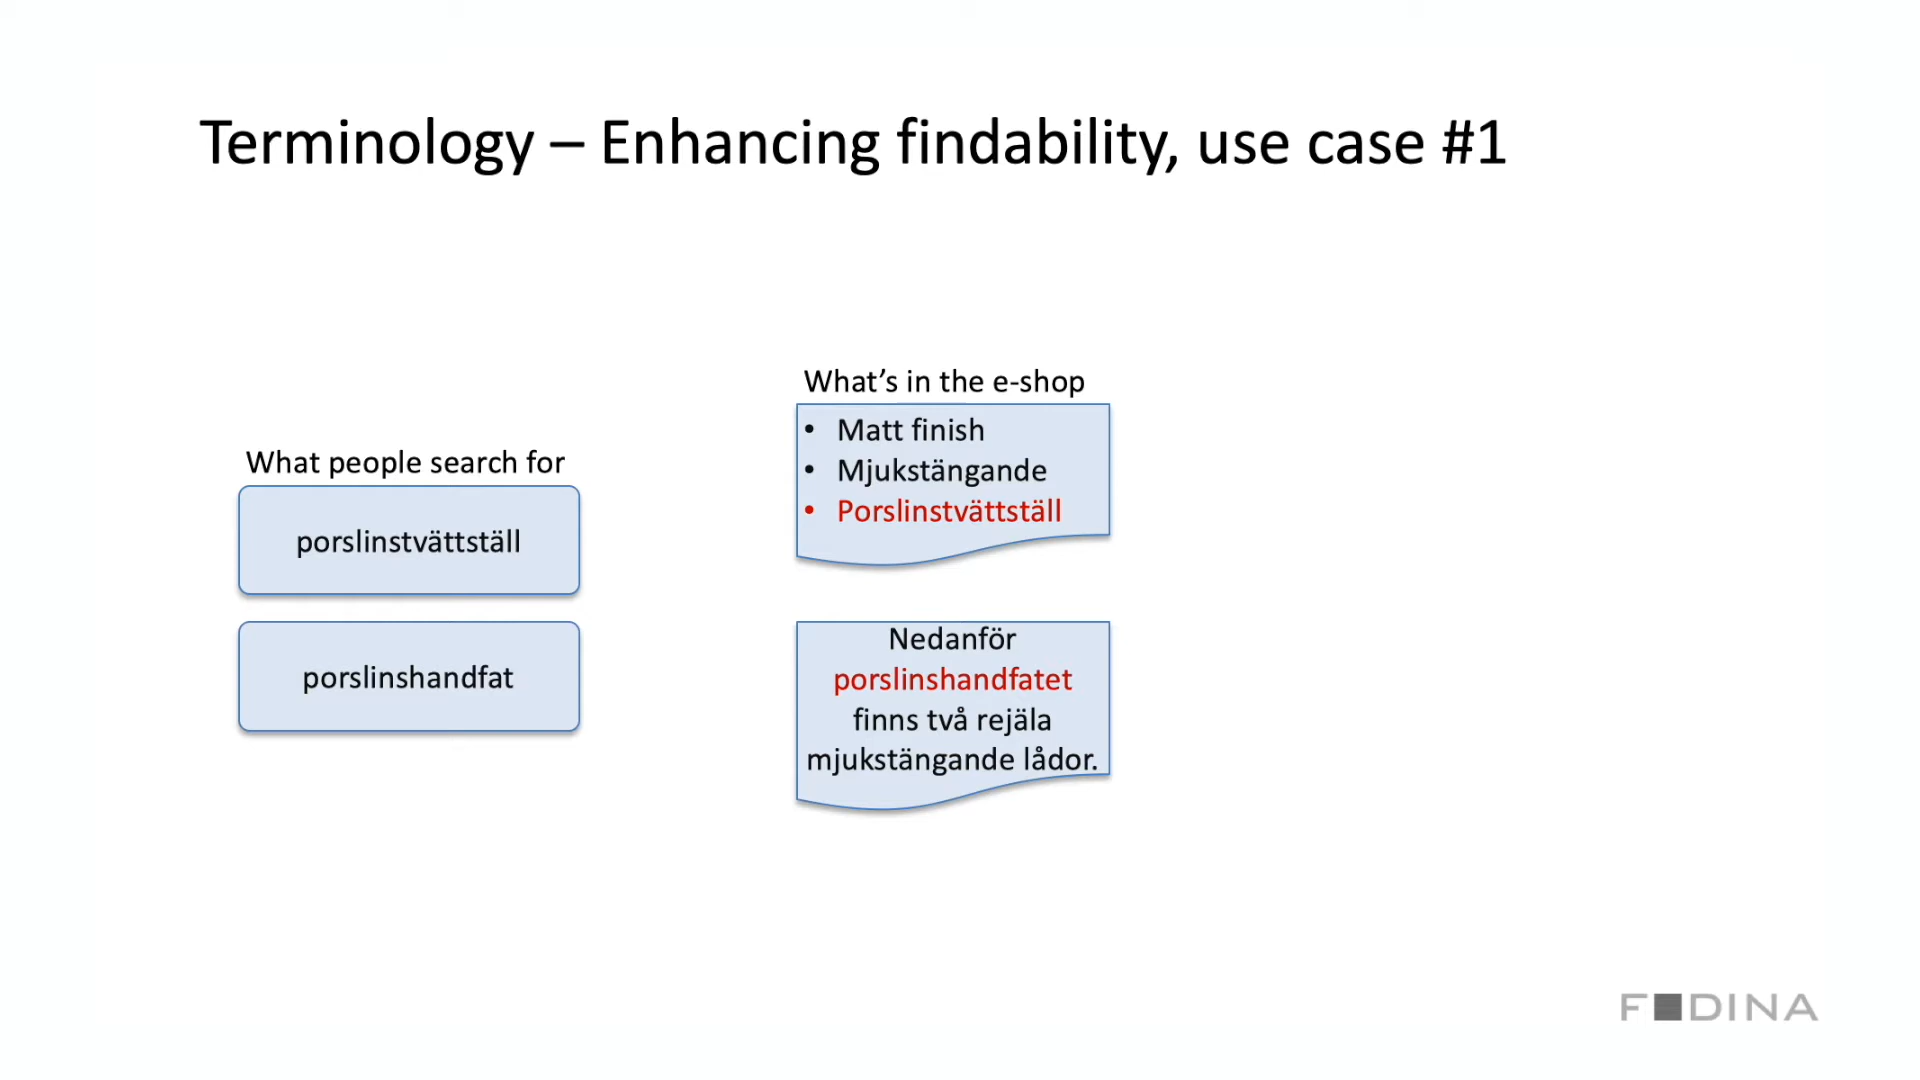 Terminology – Enhancing findability, use case #1
What people search for
porslinstvättställ
porslinshandfat
What's in the e-shop
• Matt finish
• Mjukstängande
• Porslinstvättställ
Nedanför
porslinshandfatet
finns två rejäla
mjukstängande lådor.
FODINA